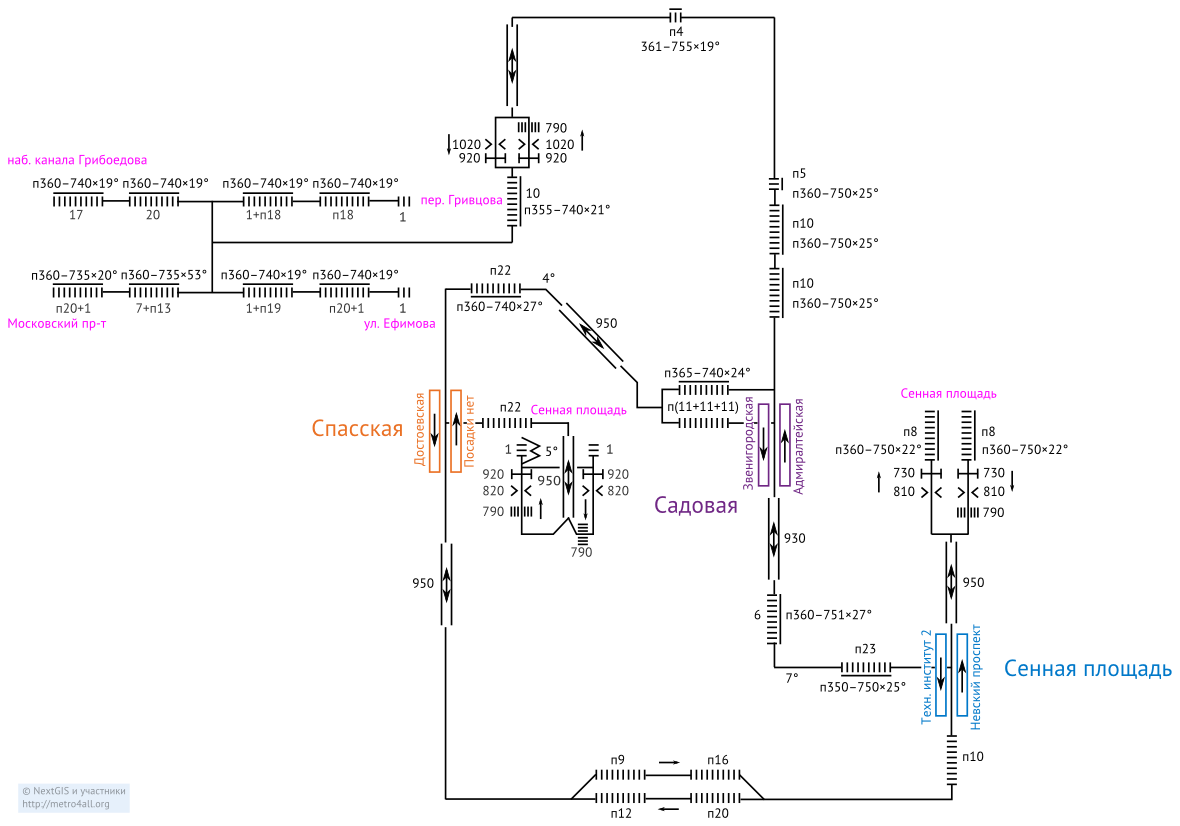 п4
361–755×19°
790
1020
1020
920
920
наб. канала Грибоедова
п360–740×19°
п360–740×19°
п360–740×19°
п360–740×19°
17
20
1+п18
п18
1
пер. Гривцова
10
п355–740×21°
п5
п360–750×25°
п10
п360–750×25°
п10
п360–750×25°
п360–735×20°
п360–735×53°
п360–740×19°
п360–740×19°
п20+1
7+п13
1+п19
п20+1
1
Московский пр-т
ул. Ефимова
п22
4°
п360–740×27°
950
п365–740×24°
п(11+11+11)
Спасская
Достоевская
Посадки нет
п22
Сенная площадь
1
5°
1
920
950
920
820
820
790
790
Садовая
Звенигородская
Адмиралтейская
Сенная площадь
п8
п8
п360–750×22°
п360–750×22°
730
730
810
810
790
930
950
950
6
п360–751×27°
п23
7°
п350–750×25°
Техн. институт 2
Невский проспект
Сенная площадь
п10
п9
п16
п12
п20
© NextGIS и участники
http://metro4all.org